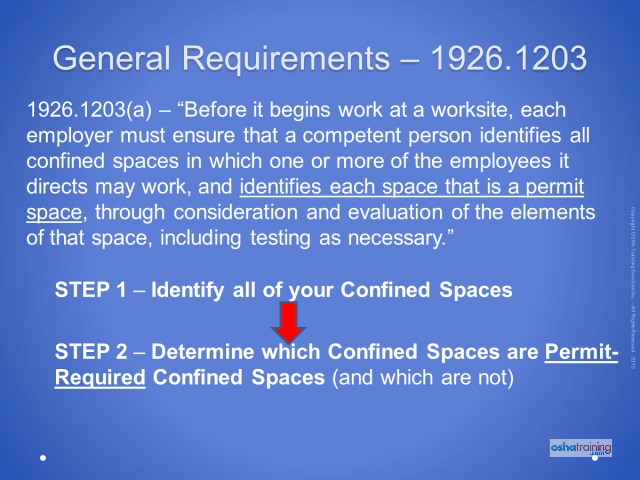 General Requirements – 1926.1203
1926.1203(a) – “Before it begins work at a worksite, each
employer must ensure that a competent person identifies all
confined spaces in which one or more of the employees it
directs may work, and identifies each space that is a permit
space, through consideration and evaluation of the elements
of that space, including testing as necessary.”
STEP 1 – Identify all of your Confined Spaces
STEP 2 – Determine which Confined Spaces are Permit-
Required Confined Spaces (and which are not)
oshatraining
.com